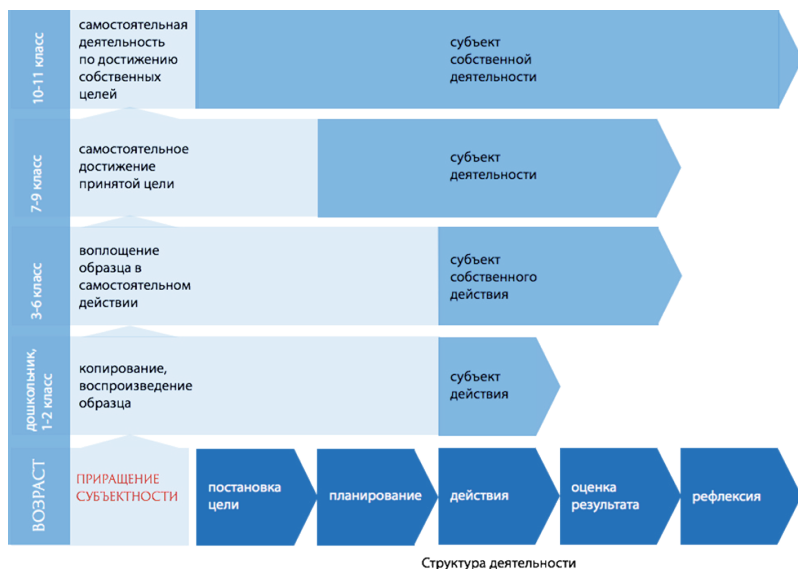 10-11 класс
самостоятельная
деятельность
по достижению
собственных
целей
субъект
собственной
деятельности
7-9 класс
самостоятельное
достижение
принятой цели
субъект
деятельности
3-6 класс
воплощение
образца в
самостоятельном
действии
субъект
собственного
действия
дошкольник,
1-2 класс
копирование,
воспроизведение
образца
субъект
действия
ВОЗРАСТ
ПРИРАЩЕНИЕ
СУБЪЕКТНОСТИ
постановка
цели
планирование
действия
оценка
результата
рефлексия
Структура деятельности